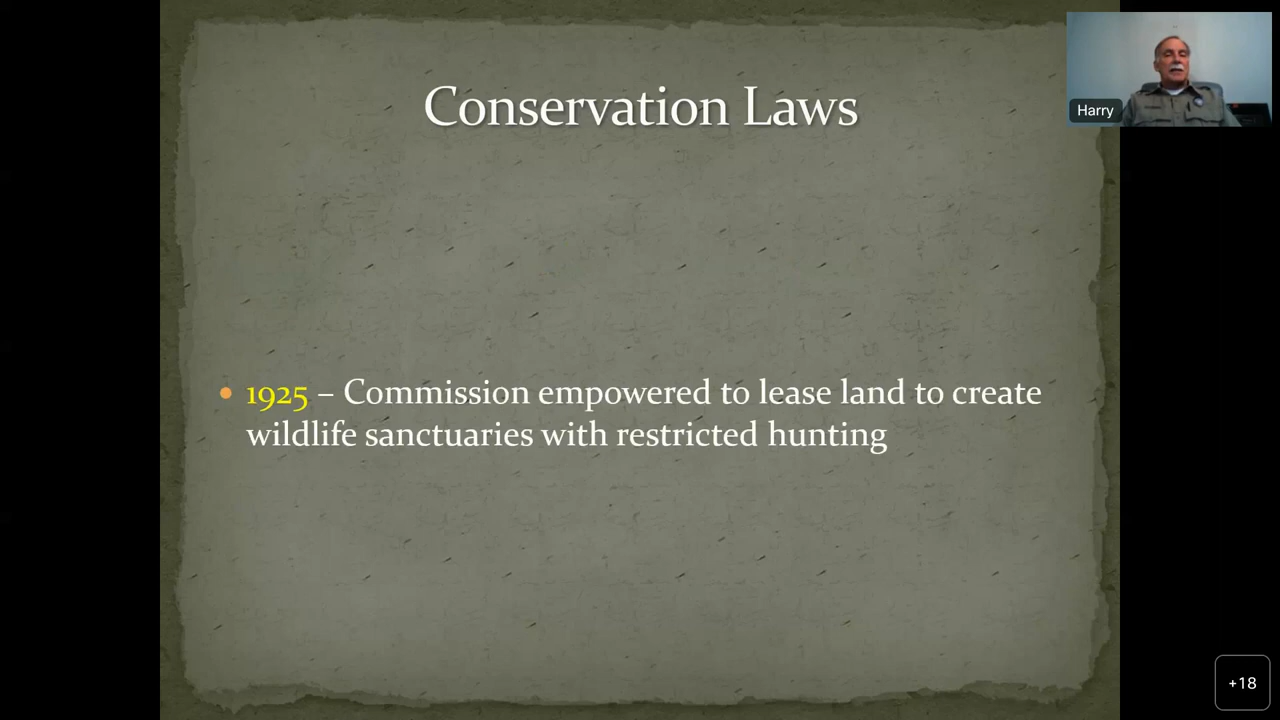 Conservation Laws
Harry
• 1925 – Commission empowered to lease land to create
wildlife sanctuaries with restricted hunting
+18